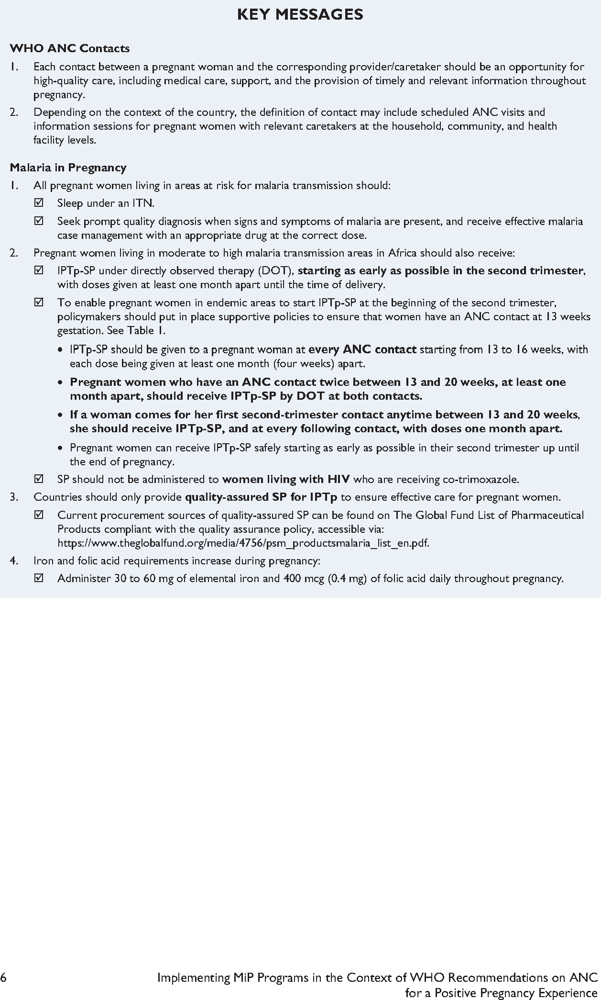 KEY MESSAGES
WHO ANC Contacts
1. Each contact between a pregnant woman and the corresponding provider/caretaker should be an opportunity for
high-quality care, including medical care, support, and the provision of timely and relevant information throughout
pregnancy.
2. Depending on the context of the country, the definition of contact may include scheduled ANC visits and
information sessions for pregnant women with relevant caretakers at the household, community, and health
facility levels.
Malaria in Pregnancy
1. All pregnant women living in areas at risk for malaria transmission should:
☑ Sleep under an ITN.
☑ Seek prompt quality diagnosis when signs and symptoms of malaria are present, and receive effective malaria
case management with an appropriate drug at the correct dose.
2. Pregnant women living in moderate to high malaria transmission areas in Africa should also receive:
☑ IPTp-SP under directly observed therapy (DOT), starting as early as possible in the second trimester,
with doses given at least one month apart until the time of delivery.
☑ To enable pregnant women in endemic areas to start IPTp-SP at the beginning of the second trimester,
policymakers should put in place supportive policies to ensure that women have an ANC contact at 13 weeks
gestation. See Table 1.
• IPTp-SP should be given to a pregnant woman at every ANC contact starting from 13 to 16 weeks, with
each dose being given at least one month (four weeks) apart.
• Pregnant women who have an ANC contact twice between 13 and 20 weeks, at least one
month apart, should receive IPTp-SP by DOT at both contacts.
• If a woman comes for her first second-trimester contact anytime between 13 and 20 weeks,
she should receive IPTp-SP, and at every following contact, with doses one month apart.
• Pregnant women can receive IPTp-SP safely starting as early as possible in their second trimester up until
the end of pregnancy.
☑ SP should not be administered to women living with HIV who are receiving co-trimoxazole.
3. Countries should only provide quality-assured SP for IPTp to ensure effective care for pregnant women.
☑ Current procurement sources of quality-assured SP can be found on The Global Fund List of Pharmaceutical
Products compliant with the quality assurance policy, accessible via:
https://www.theglobalfund.org/media/4756/psm_productsmalaria_list_en.pdf.
4. Iron and folic acid requirements increase during pregnancy:
☑ Administer 30 to 60 mg of elemental iron and 400 mcg (0.4 mg) of folic acid daily throughout pregnancy.
6 Implementing MiP Programs in the Context of WHO Recommendations on ANC
for a Positive Pregnancy Experience